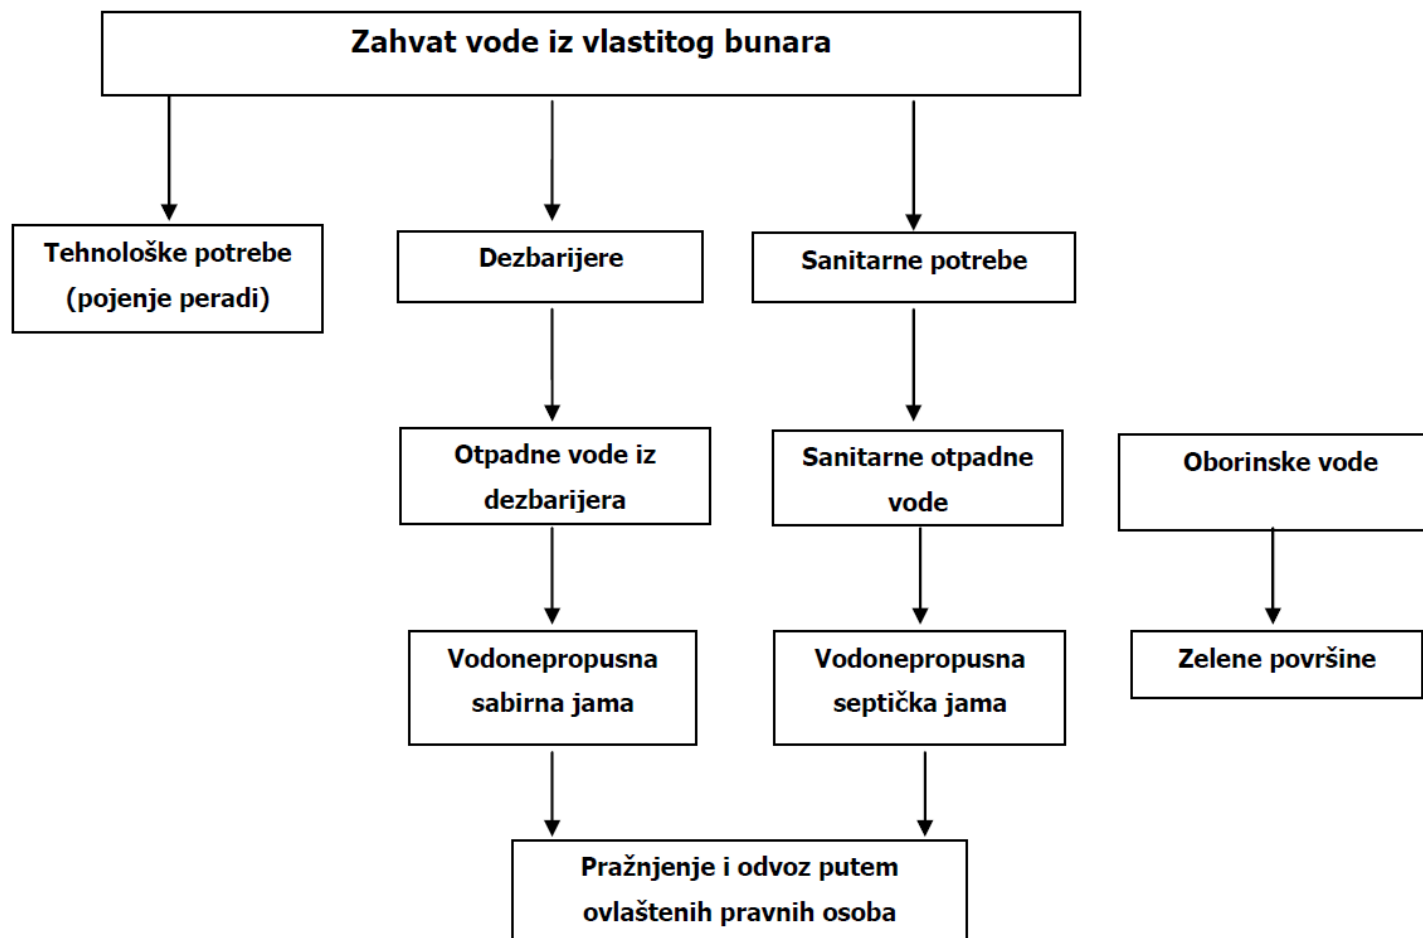 Zahvat vode iz vlastitog bunara
Tehnološke potrebe
(pojenje peradi)
Dezbarijere
Sanitarne potrebe
Otpadne vode iz
dezbarijera
Sanitarne otpadne
vode
Oborinske vode
Vodonepropusna
sabirna jama
Vodonepropusna
septička jama
Zelene površine
Pražnjenje i odvoz putem
ovlaštenih pravnih osoba